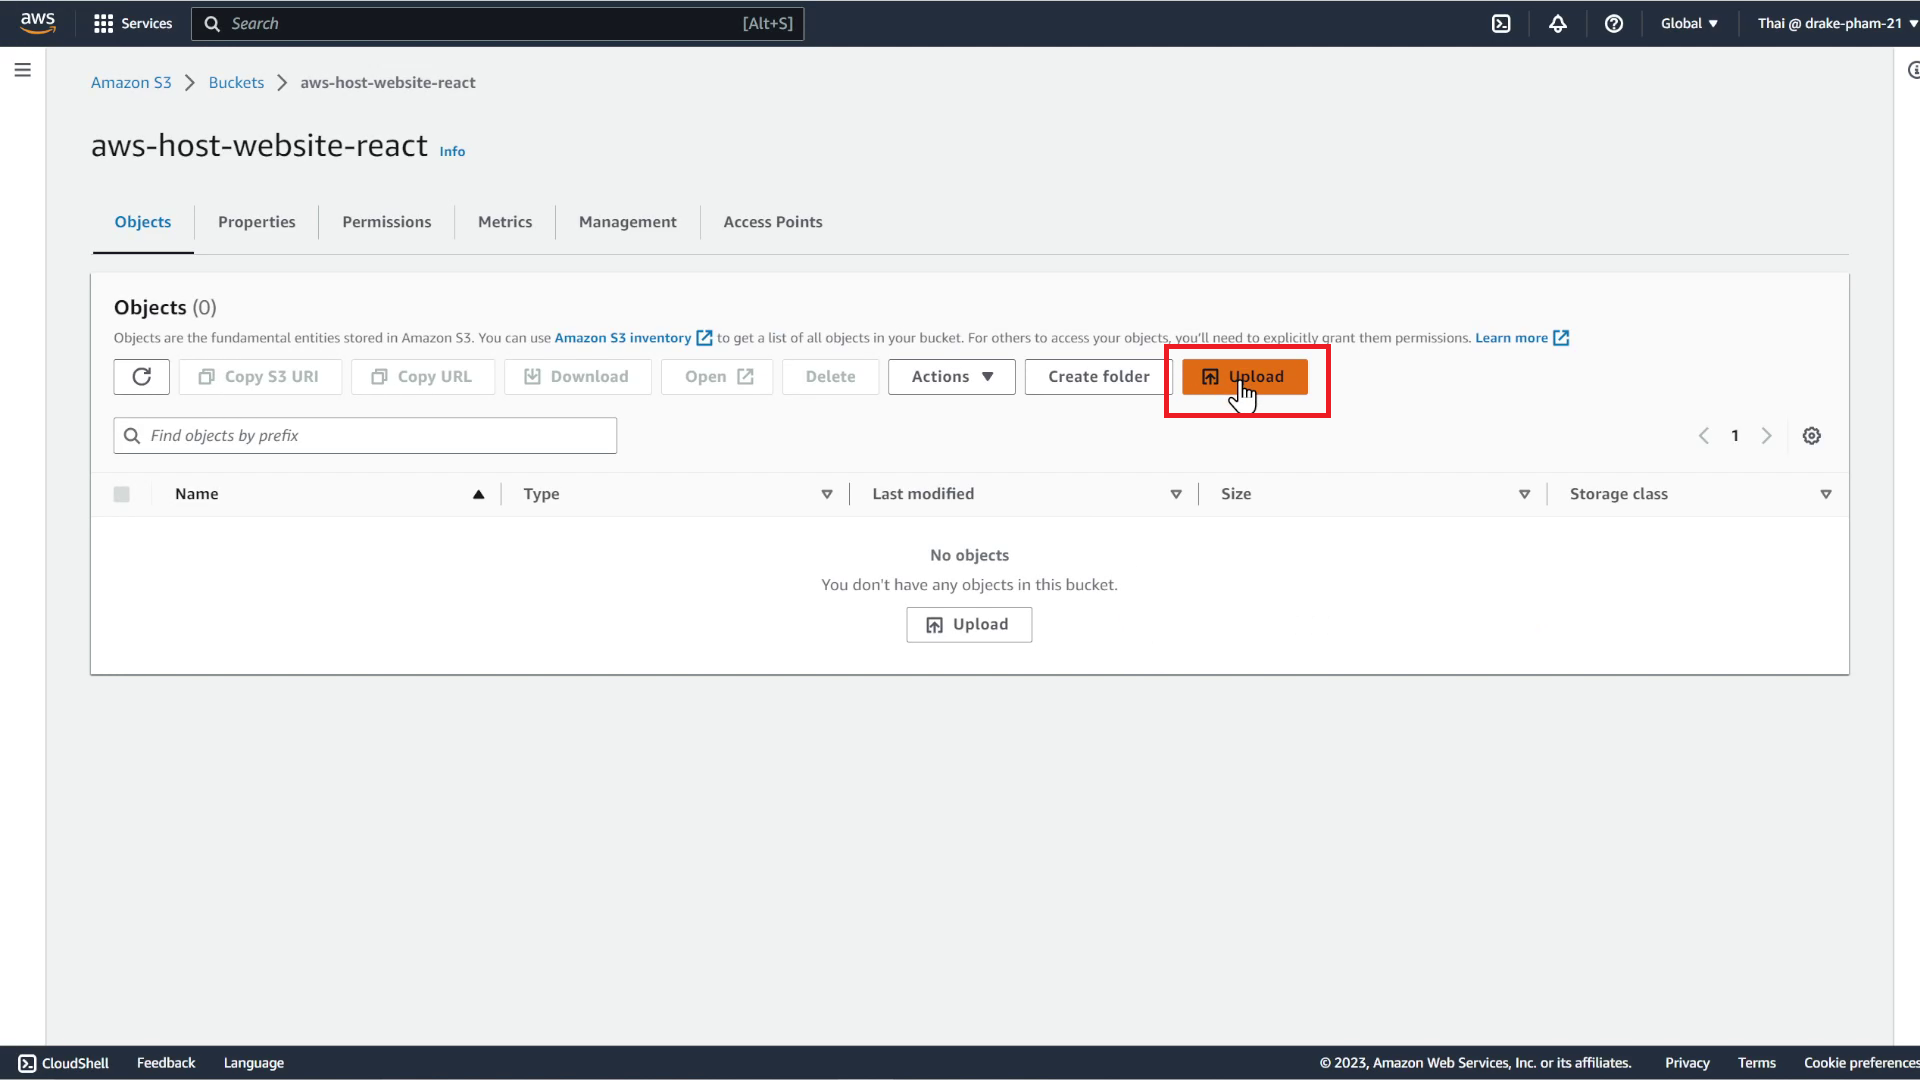 aws Services Search [Alt+S] Global Thai @ drake-pham-21
Amazon S3 Buckets aws-host-website-react
aws-host-website-react Info
Objects Properties Permissions Metrics Management Access Points
Objects (0)
Objects are the fundamental entities stored in Amazon S3. You can use Amazon S3 inventory to get a list of all objects in your bucket. For others to access your objects, you'll need to explicitly grant them permissions. Learn more
Copy S3 URI Copy URL Download Open Delete Actions Create folder Upload
Find objects by prefix 1
Name Type Last modified Size Storage class
No objects
You don't have any objects in this bucket.
Upload
CloudShell Feedback Language © 2023, Amazon Web Services, Inc. or its affiliates. Privacy Terms Cookie preferences